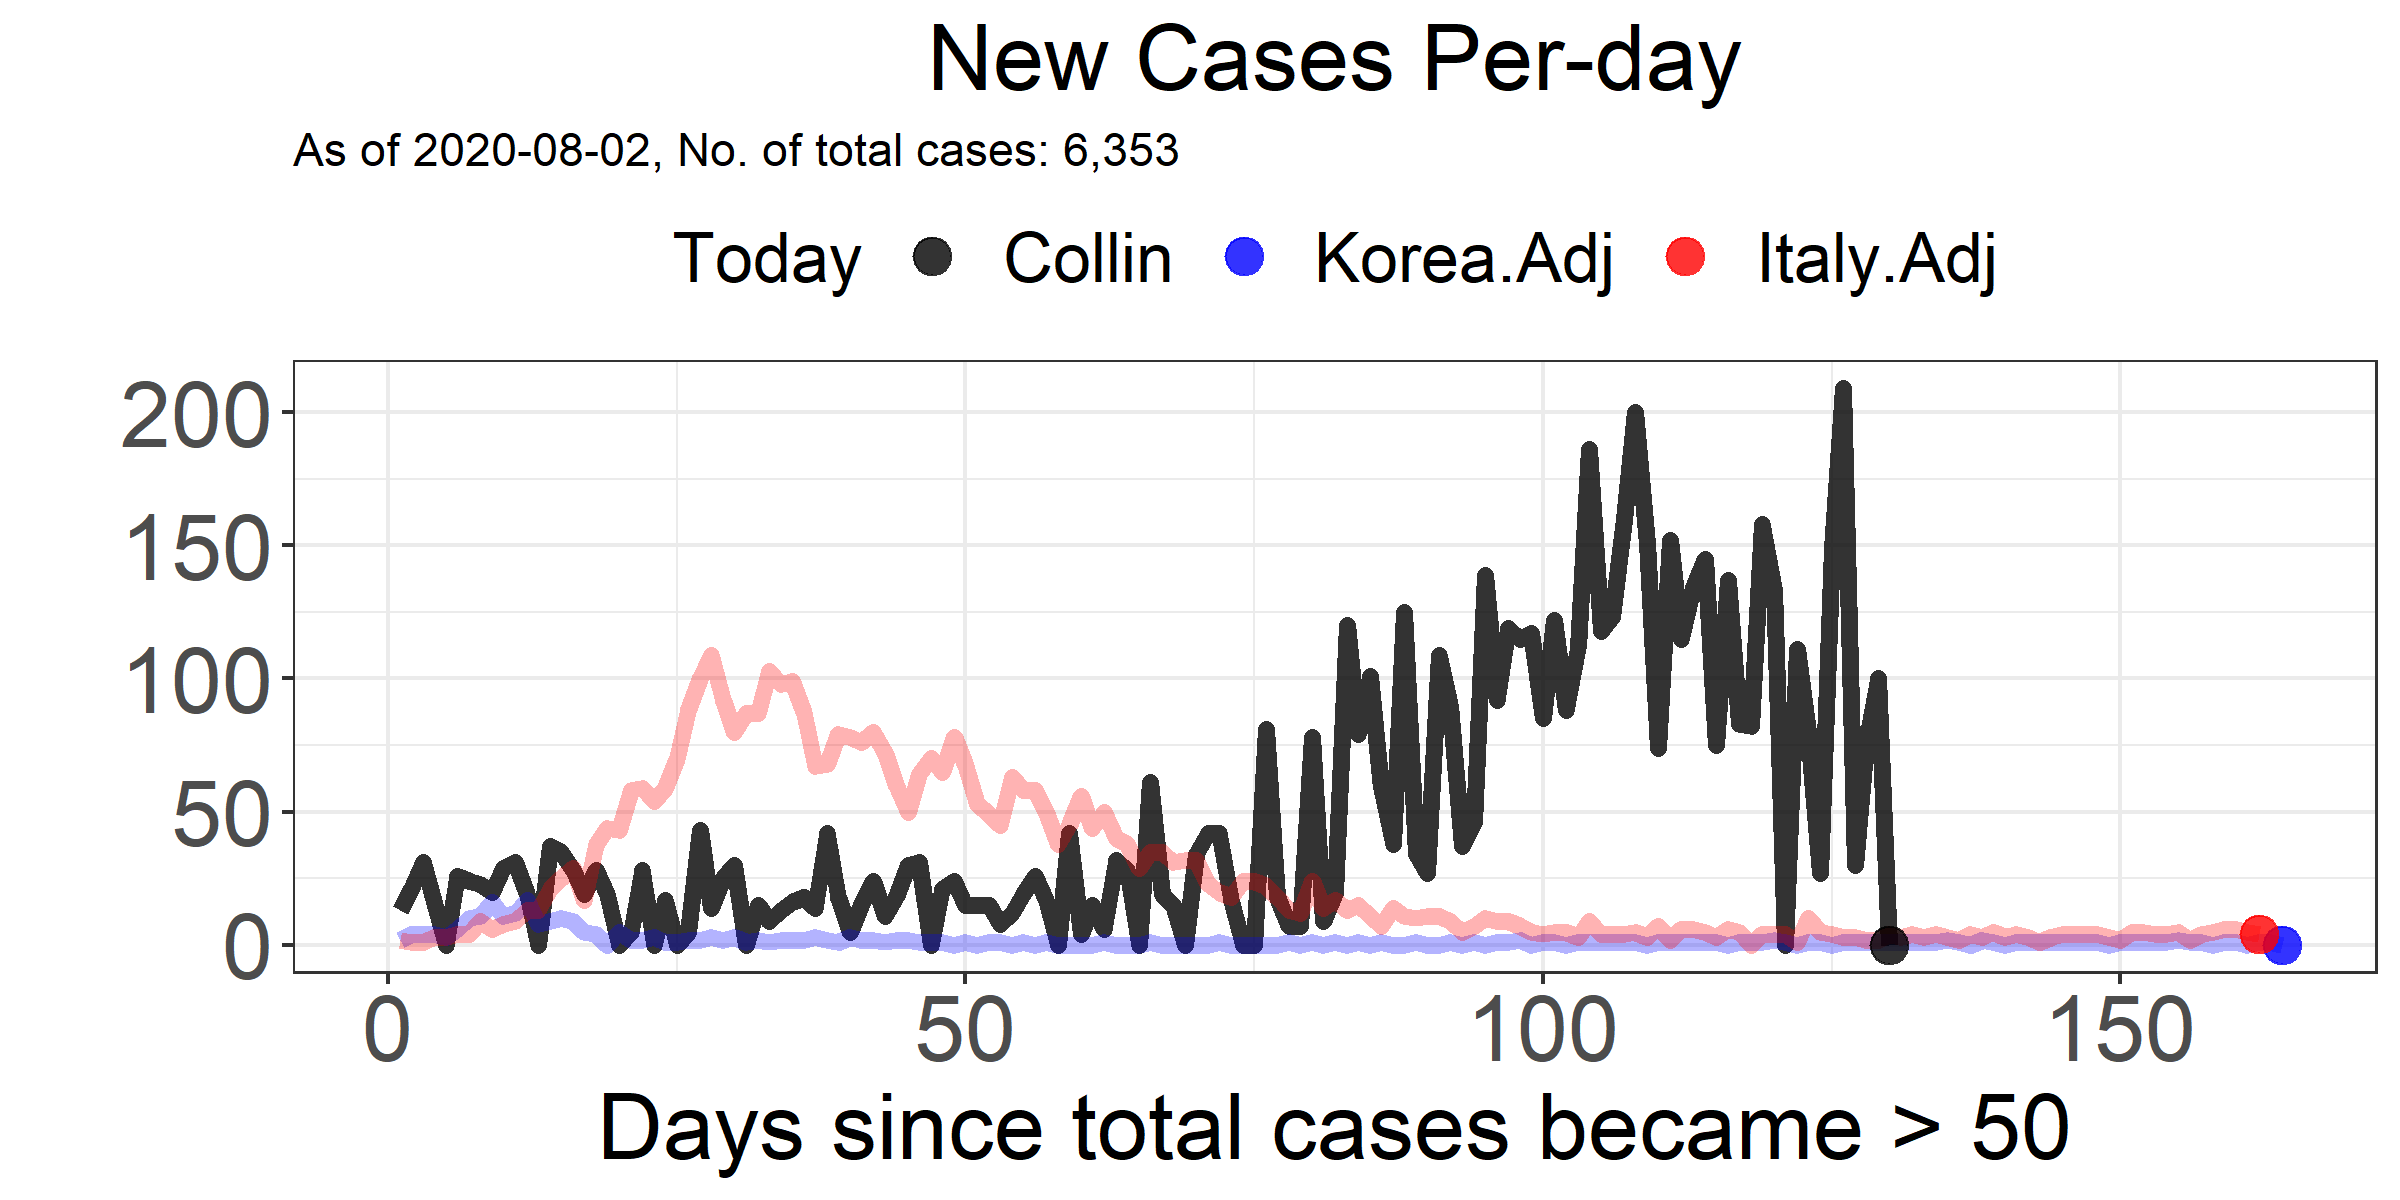 New Cases Per-day
As of 2020-08-02, No. of total cases: 6,353
Today Collin Korea.Adj Italy.Adj
200
150
100
50
0
0 50 100 150
Days since total cases became > 50